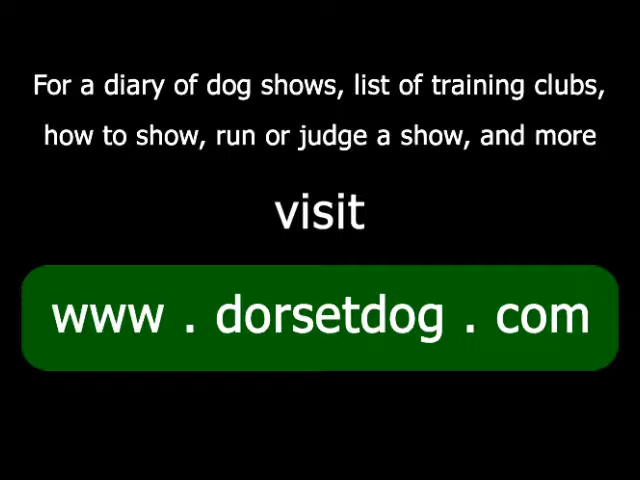 For a diary of dog shows, list of training clubs,
how to show, run or judge a show, and more
visit
www . dorsetdog . com